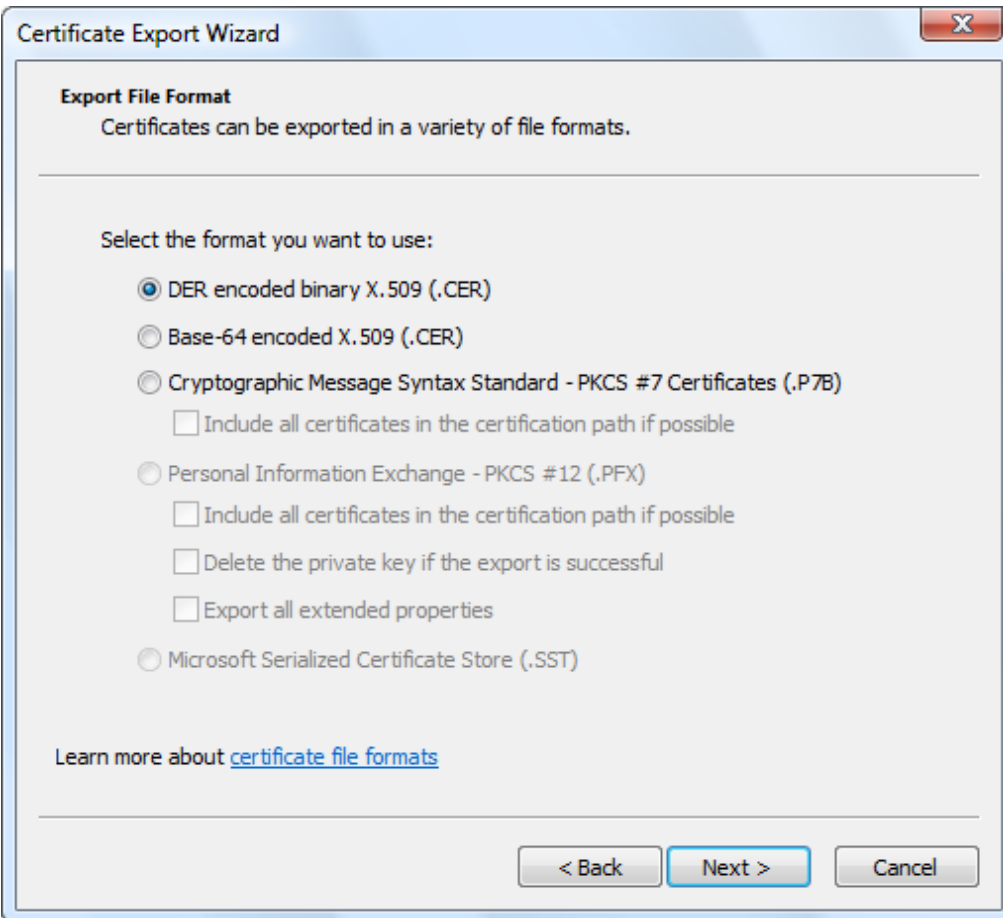 Certificate Export Wizard
Export File Format
Certificates can be exported in a variety of file formats.
Select the format you want to use:
DER encoded binary X.509 (.CER)
Base-64 encoded X.509 (.CER)
Cryptographic Message Syntax Standard - PKCS #7 Certificates (.P7B)
Include all certificates in the certification path if possible
Personal Information Exchange - PKCS #12 (.PFX)
Include all certificates in the certification path if possible
Delete the private key if the export is successful
Export all extended properties
Microsoft Serialized Certificate Store (.SST)
Learn more about certificate file formats
< Back Next > Cancel